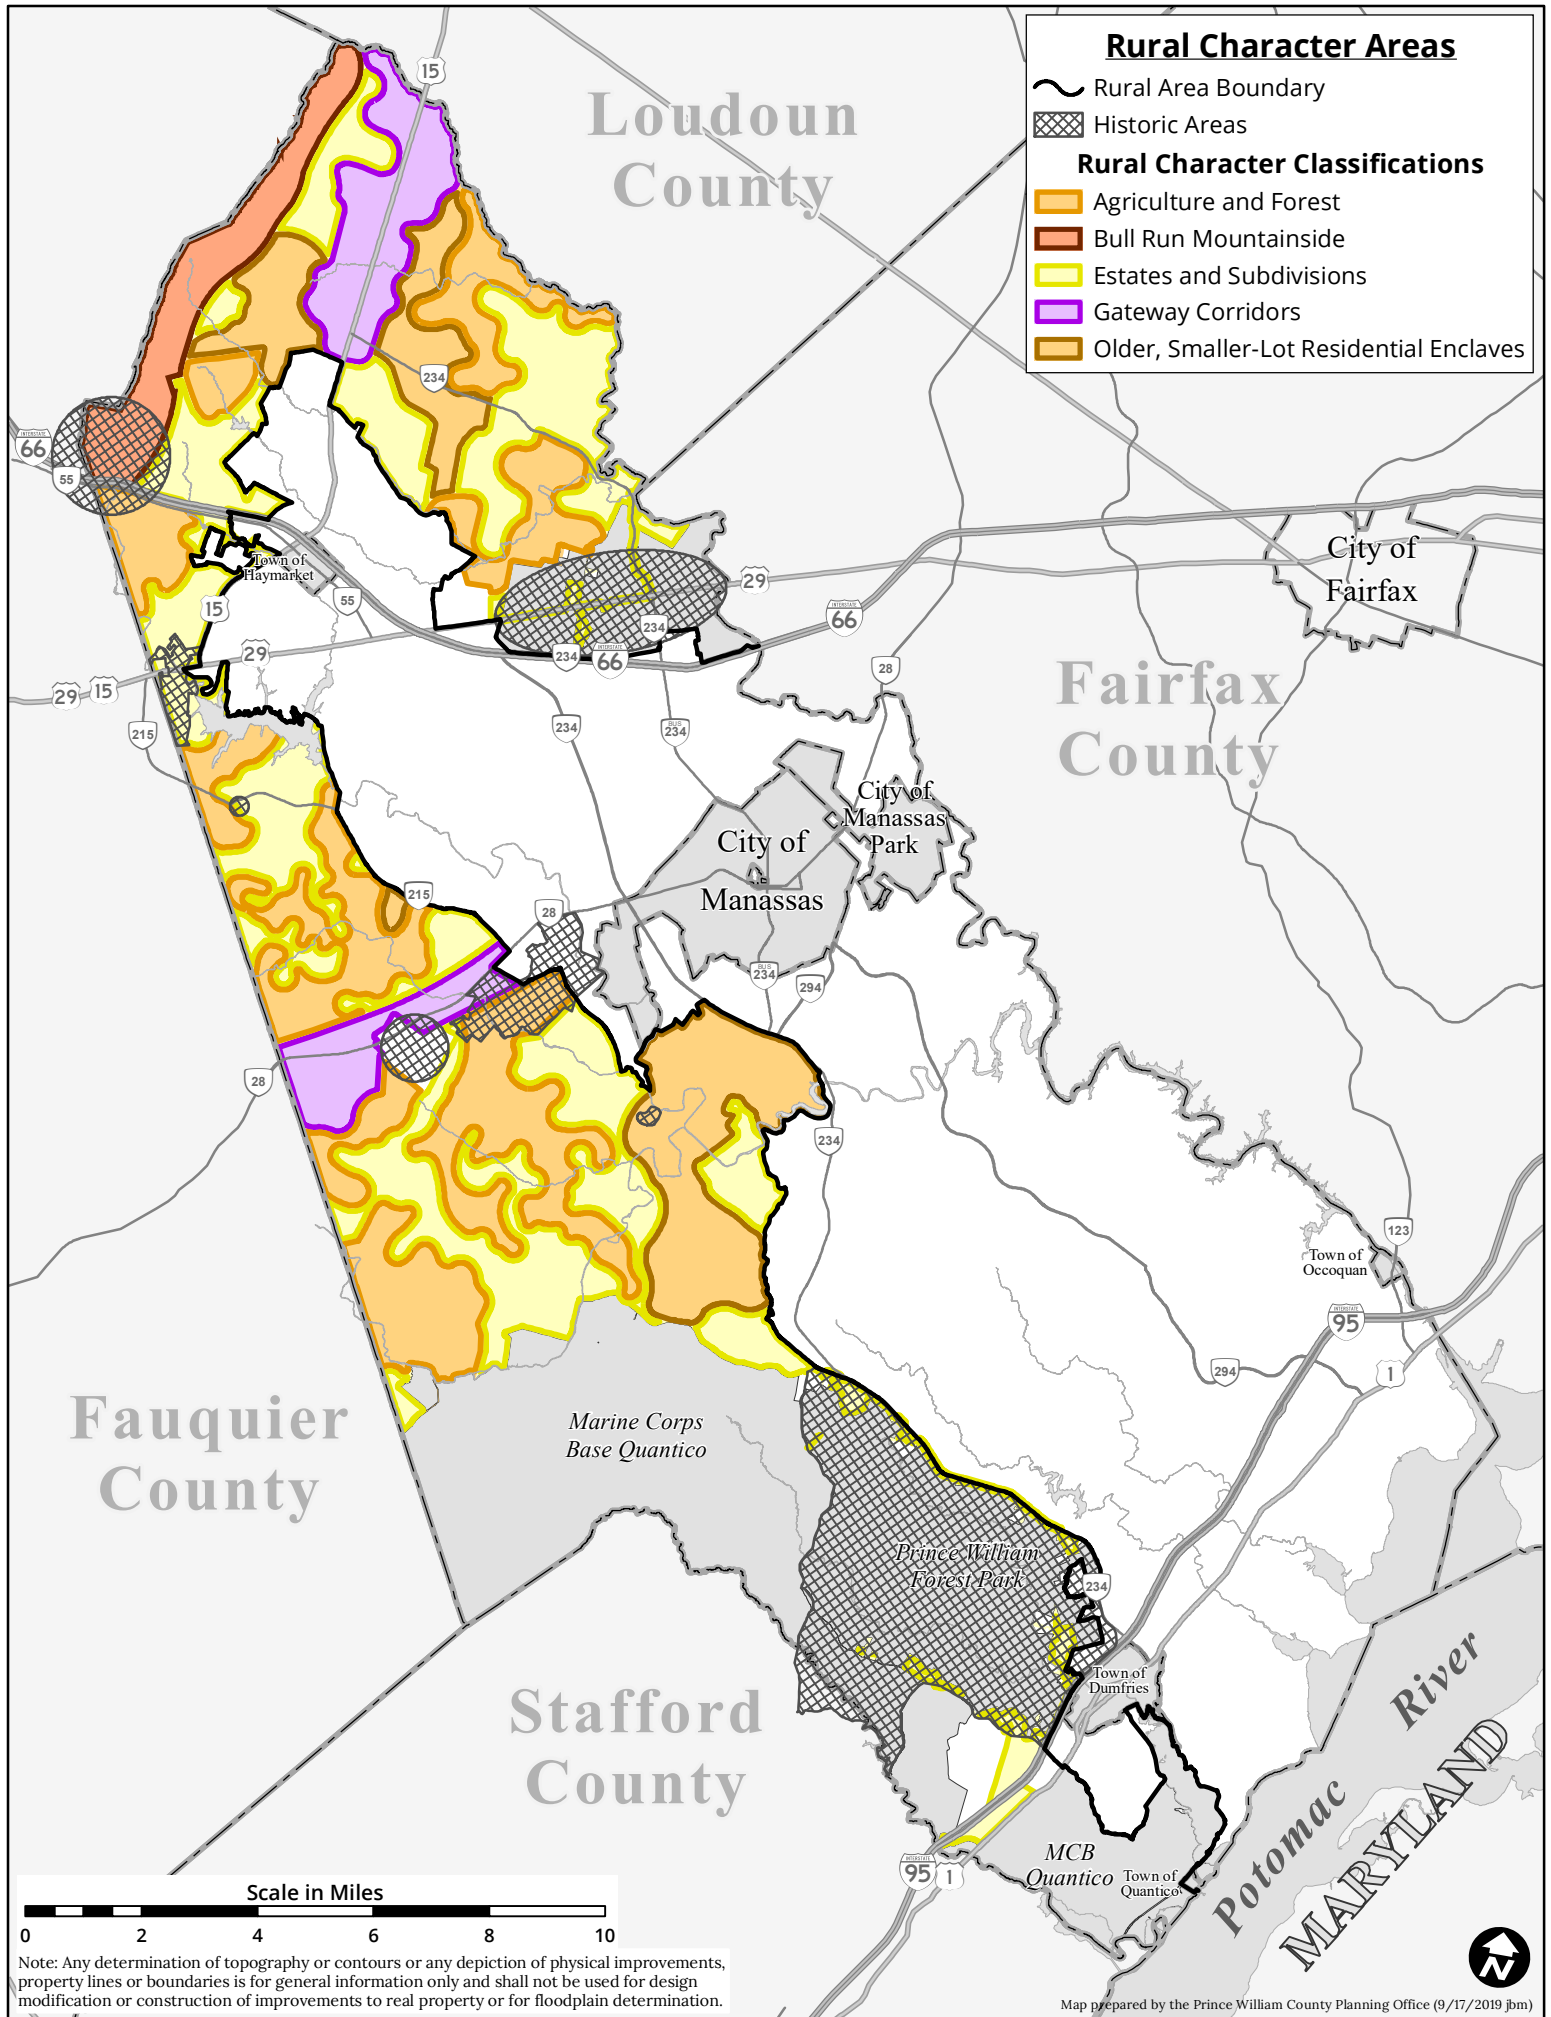 Rural Character Areas
Rural Area Boundary
Historic Areas
Rural Character Classifications
Agriculture and Forest
Bull Run Mountainside
Estates and Subdivisions
Gateway Corridors
Older, Smaller-Lot Residential Enclaves
15
Loudoun
County
234
INTERSTATE
66
55
Town of
Haymarket
55
15
29
29
15
215
234
234
INTERSTATE
66
29
INTERSTATE
66
28
City of
Fairfax
Fairfax
County
234
BUS
234
City of
Manassas
Park
City of
Manassas
215
28
BUS
234
294
28
234
123
Town of
Occoquan
INTERSTATE
95
294
1
Fauquier
County
Marine Corps
Base Quantico
Prince William
Forest Park
234
Town of
Dumfries
Stafford
County
River
Potomac
MARYLAND
MCB
Quantico
Town of
Quantico
INTERSTATE
95
1
Scale in Miles
0 2 4 6 8 10
Note: Any determination of topography or contours or any depiction of physical improvements,
property lines or boundaries is for general information only and shall not be used for design
modification or construction of improvements to real property or for floodplain determination.
N
Map prepared by the Prince William County Planning Office (9/17/2019 jbm)